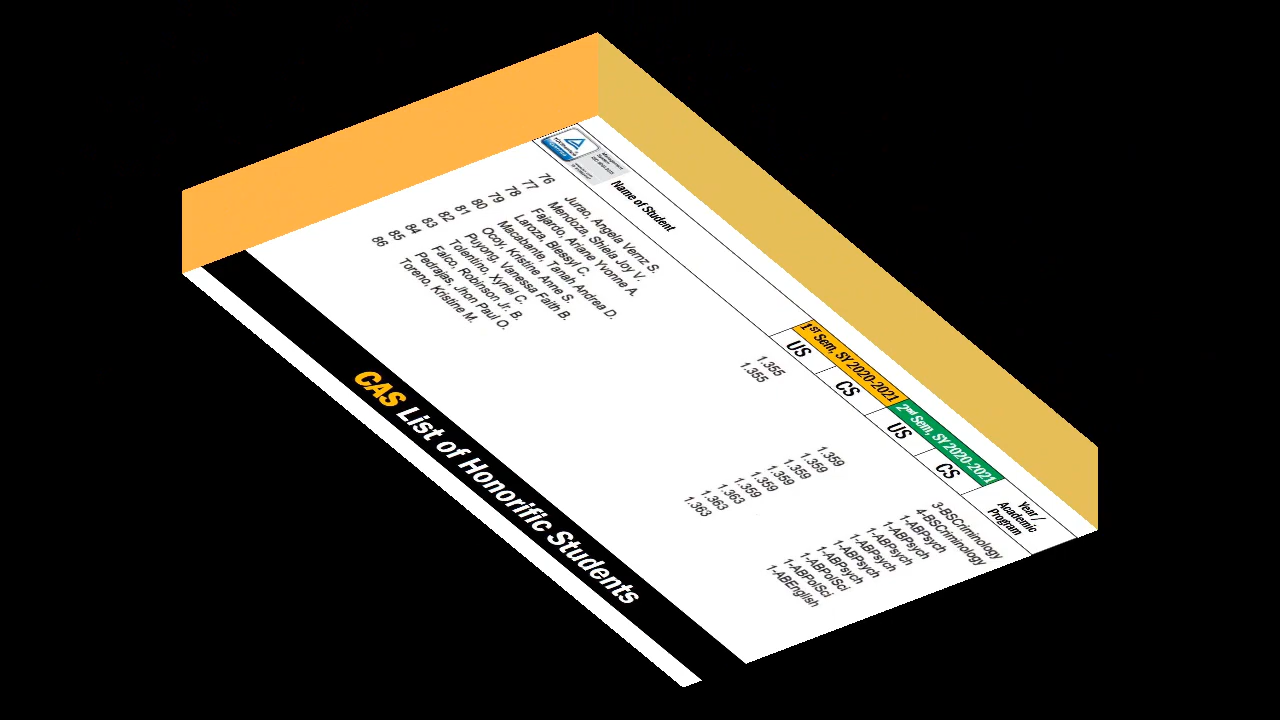 Name of Student
1ST Sem, SY 2020-2021
2nd Sem, SY 2020-2021
Year / Academic Program
US CS US CS
76 Jurao, Angela Vernz S. 1.355 3-BSCriminology
77 Mendoza, Shiela Joy V. 1.355 4-BSCriminology
78 Fajardo, Ariane Yvonne A. 1.359 1-ABPsych
79 Laroza, Blessyl C. 1.359 1-ABPsych
80 Macabante, Tanah Andrea D. 1.359 1-ABPsych
81 Ocoy, Kristine Anne S. 1.359 1-ABPsych
82 Puyong, Vanessa Faith B. 1.359 1-ABPsych
83 Tolentino, Xyriel C. 1.359 1-ABPsych
84 Falco, Robinson Jr. B. 1.363 1-ABPolSci
85 Padrajas, Jhon Paul O. 1.363 1-ABPolSci
86 Toreno, Kristine M. 1.363 1-ABEnglish
CAS List of Honorific Students